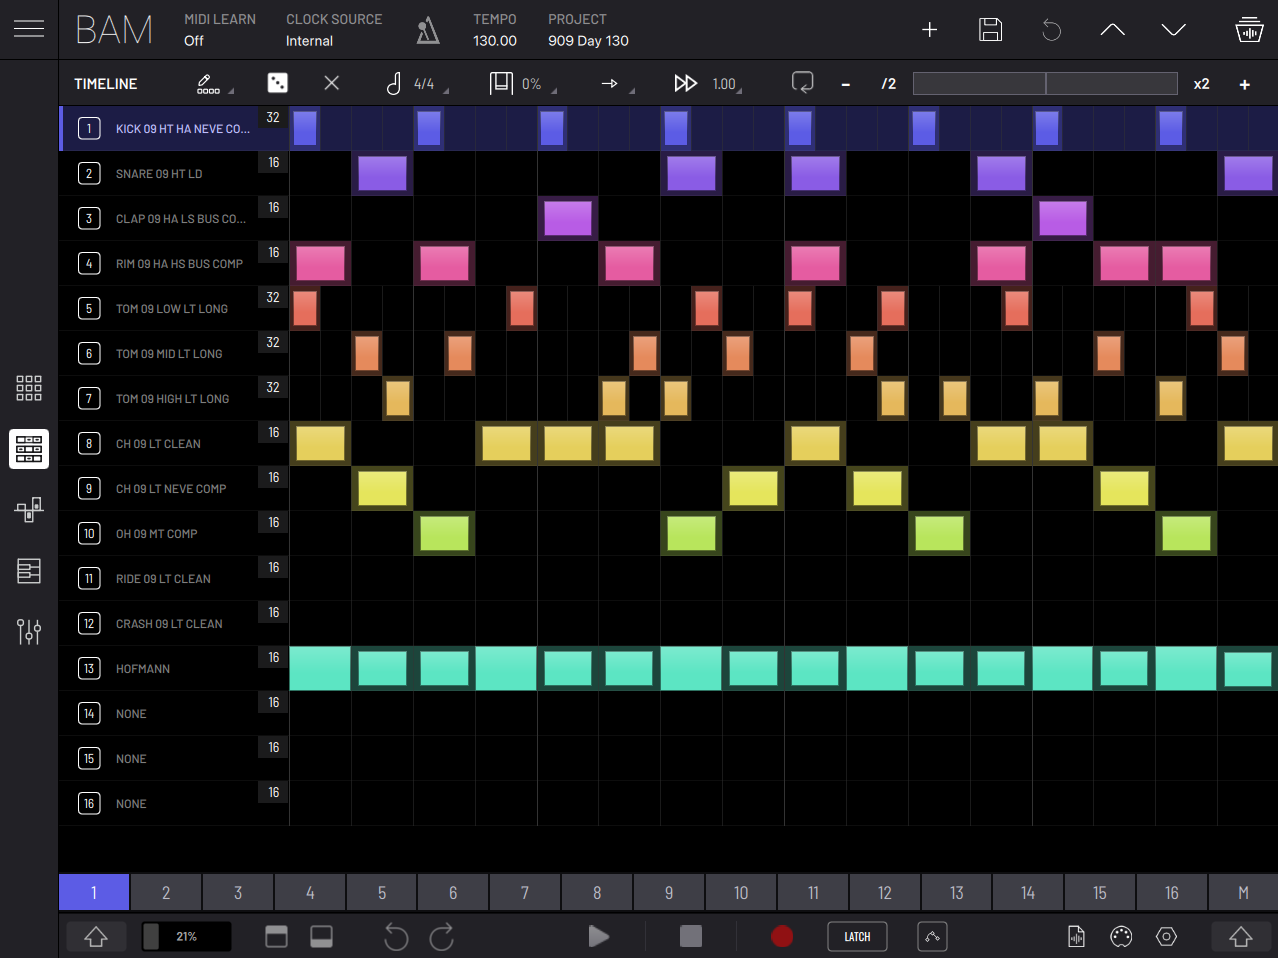 BAM
MIDI LEARN
Off
CLOCK SOURCE
Internal
TEMPO
130.00
PROJECT
909 Day 130
TIMELINE
4/4
0%
1.00
-
/2
x2
+
1 KICK 09 HT HA NEVE CO... 32
2 SNARE 09 HT LD 16
3 CLAP 09 HA LS BUS CO... 16
4 RIM 09 HA HS BUS COMP 16
5 TOM 09 LOW LT LONG 32
6 TOM 09 MID LT LONG 32
7 TOM 09 HIGH LT LONG 32
8 CH 09 LT CLEAN 16
9 CH 09 LT NEVE COMP 16
10 OH 09 MT COMP 16
11 RIDE 09 LT CLEAN 16
12 CRASH 09 LT CLEAN 16
13 HOFMANN 16
14 NONE 16
15 NONE 16
16 NONE 16
1 2 3 4 5 6 7 8 9 10 11 12 13 14 15 16 M
21%
LATCH